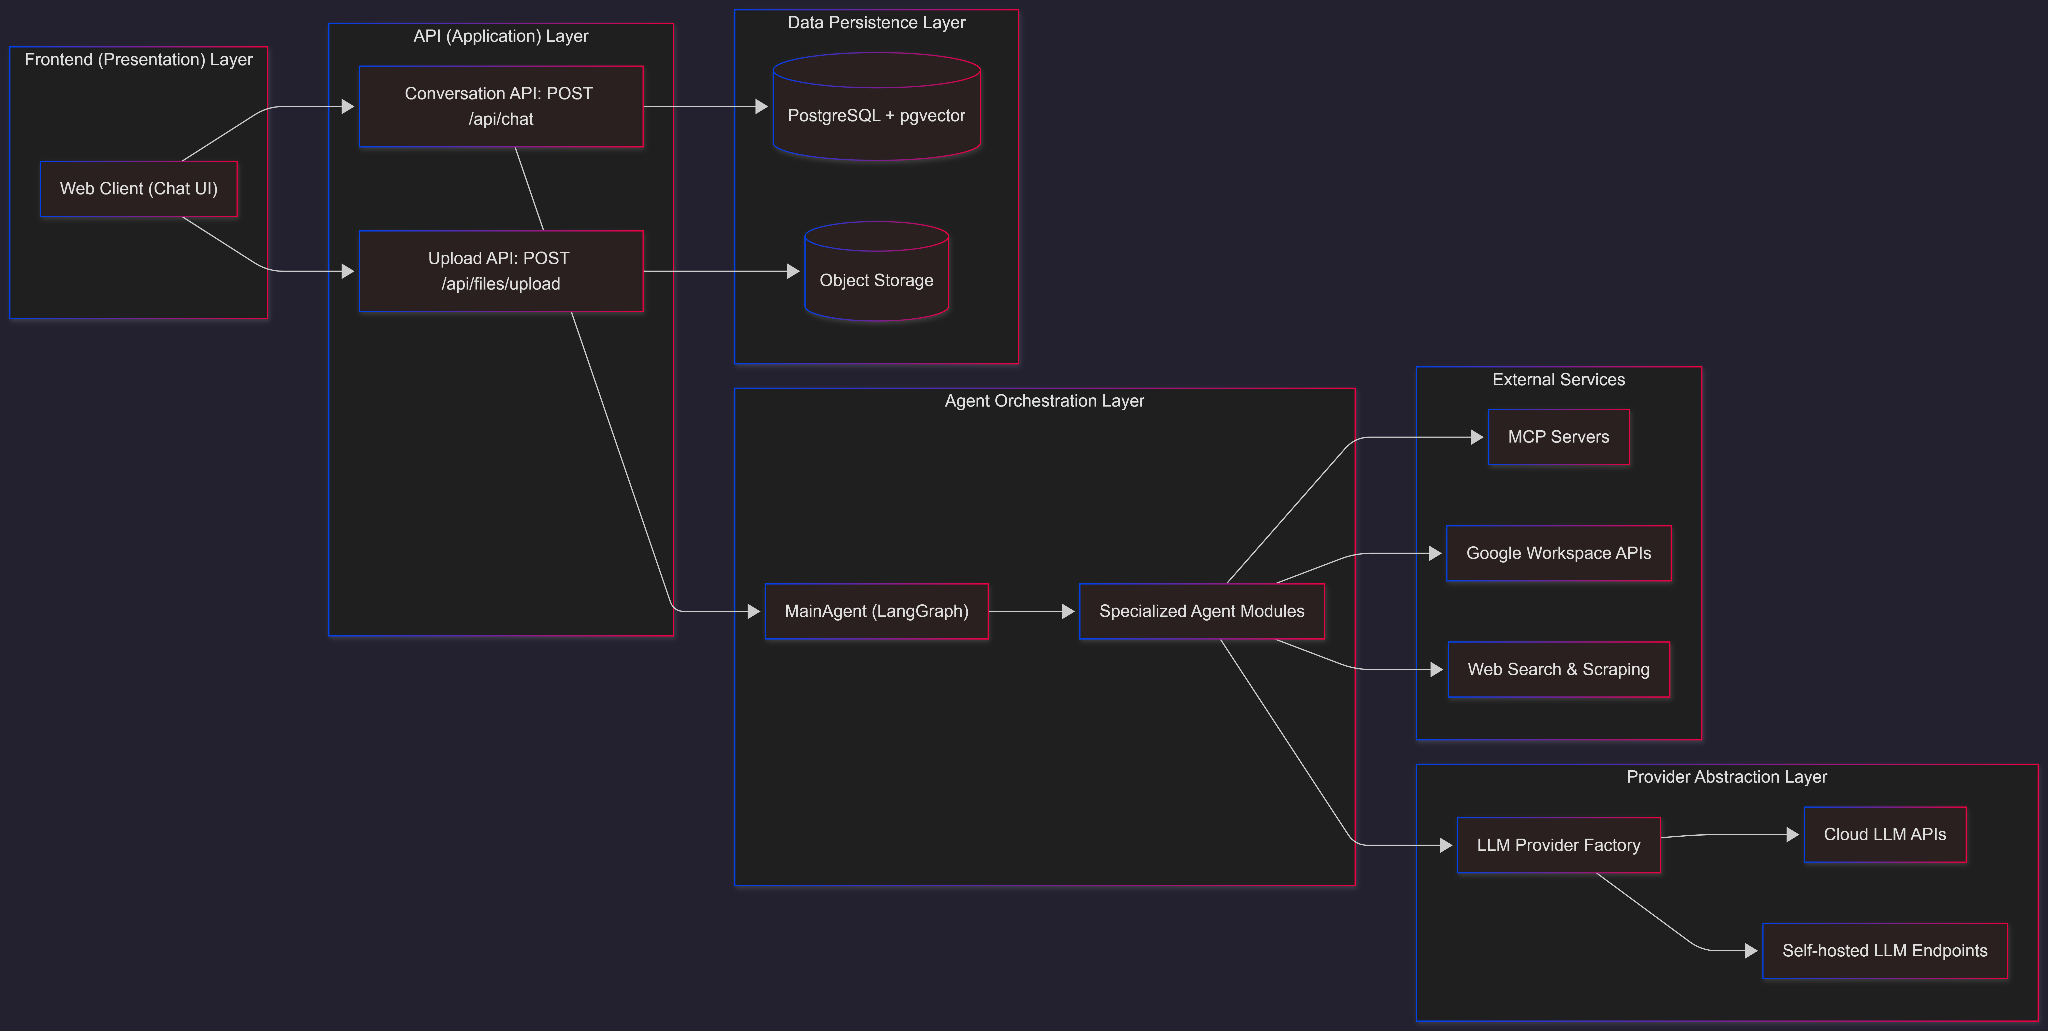 Frontend (Presentation) Layer
Web Client (Chat UI)
API (Application) Layer
Conversation API: POST
/api/chat
Upload API: POST
/api/files/upload
Data Persistence Layer
PostgreSQL + pgvector
Object Storage
Agent Orchestration Layer
MainAgent (LangGraph)
Specialized Agent Modules
External Services
MCP Servers
Google Workspace APIs
Web Search & Scraping
Provider Abstraction Layer
LLM Provider Factory
Cloud LLM APIs
Self-hosted LLM Endpoints